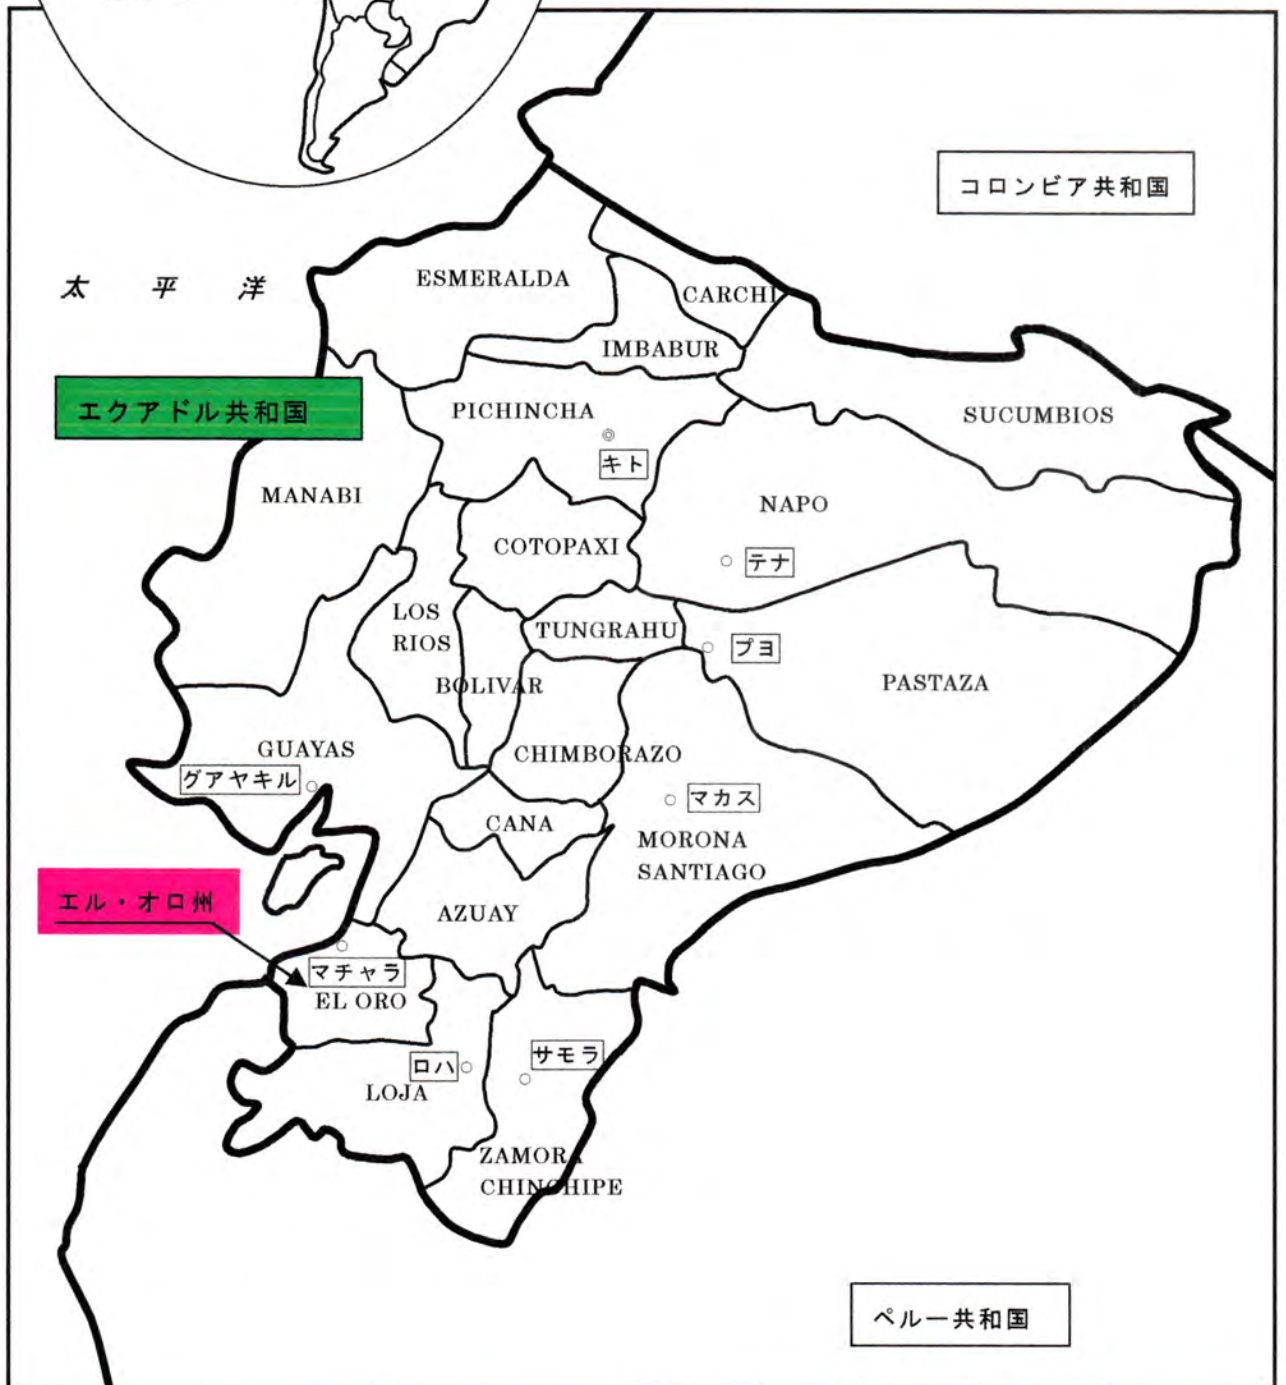 コロンビア共和国
太平洋
ESMERALDA
CARCHI
IMBABUR
エクアドル共和国
PICHINCHA
SUCUMBIOS
キト
MANABI
NAPO
COTOPAXI
テナ
LOS
RIOS
TUNGRAHU
プヨ
BOLIVAR
PASTAZA
GUAYAS
CHIMBORAZO
グアヤキル
マカス
CANA
MORONA
SANTIAGO
エル・オロ州
AZUAY
マチャラ
EL ORO
サモラ
ロハ
LOJA
ZAMORA
CHINCHIPE
ペルー共和国